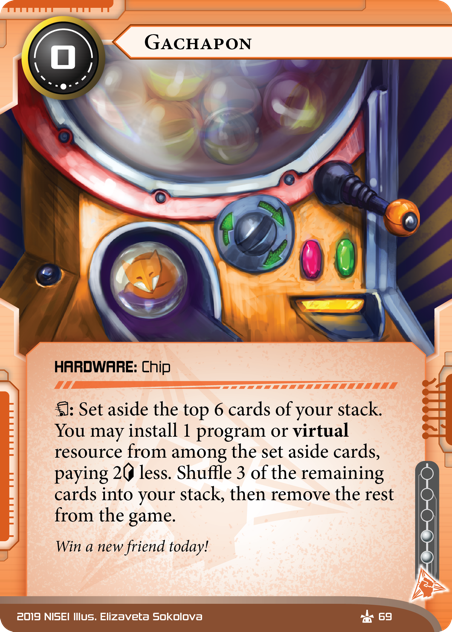 0
GACHAPON
HARDWARE: Chip
: Set aside the top 6 cards of your stack.
You may install 1 program or virtual
resource from among the set aside cards,
paying 2 less. Shuffle 3 of the remaining
cards into your stack, then remove the rest
from the game.
Win a new friend today!
2019 NISEI Illus. Elizaveta Sokolova 69